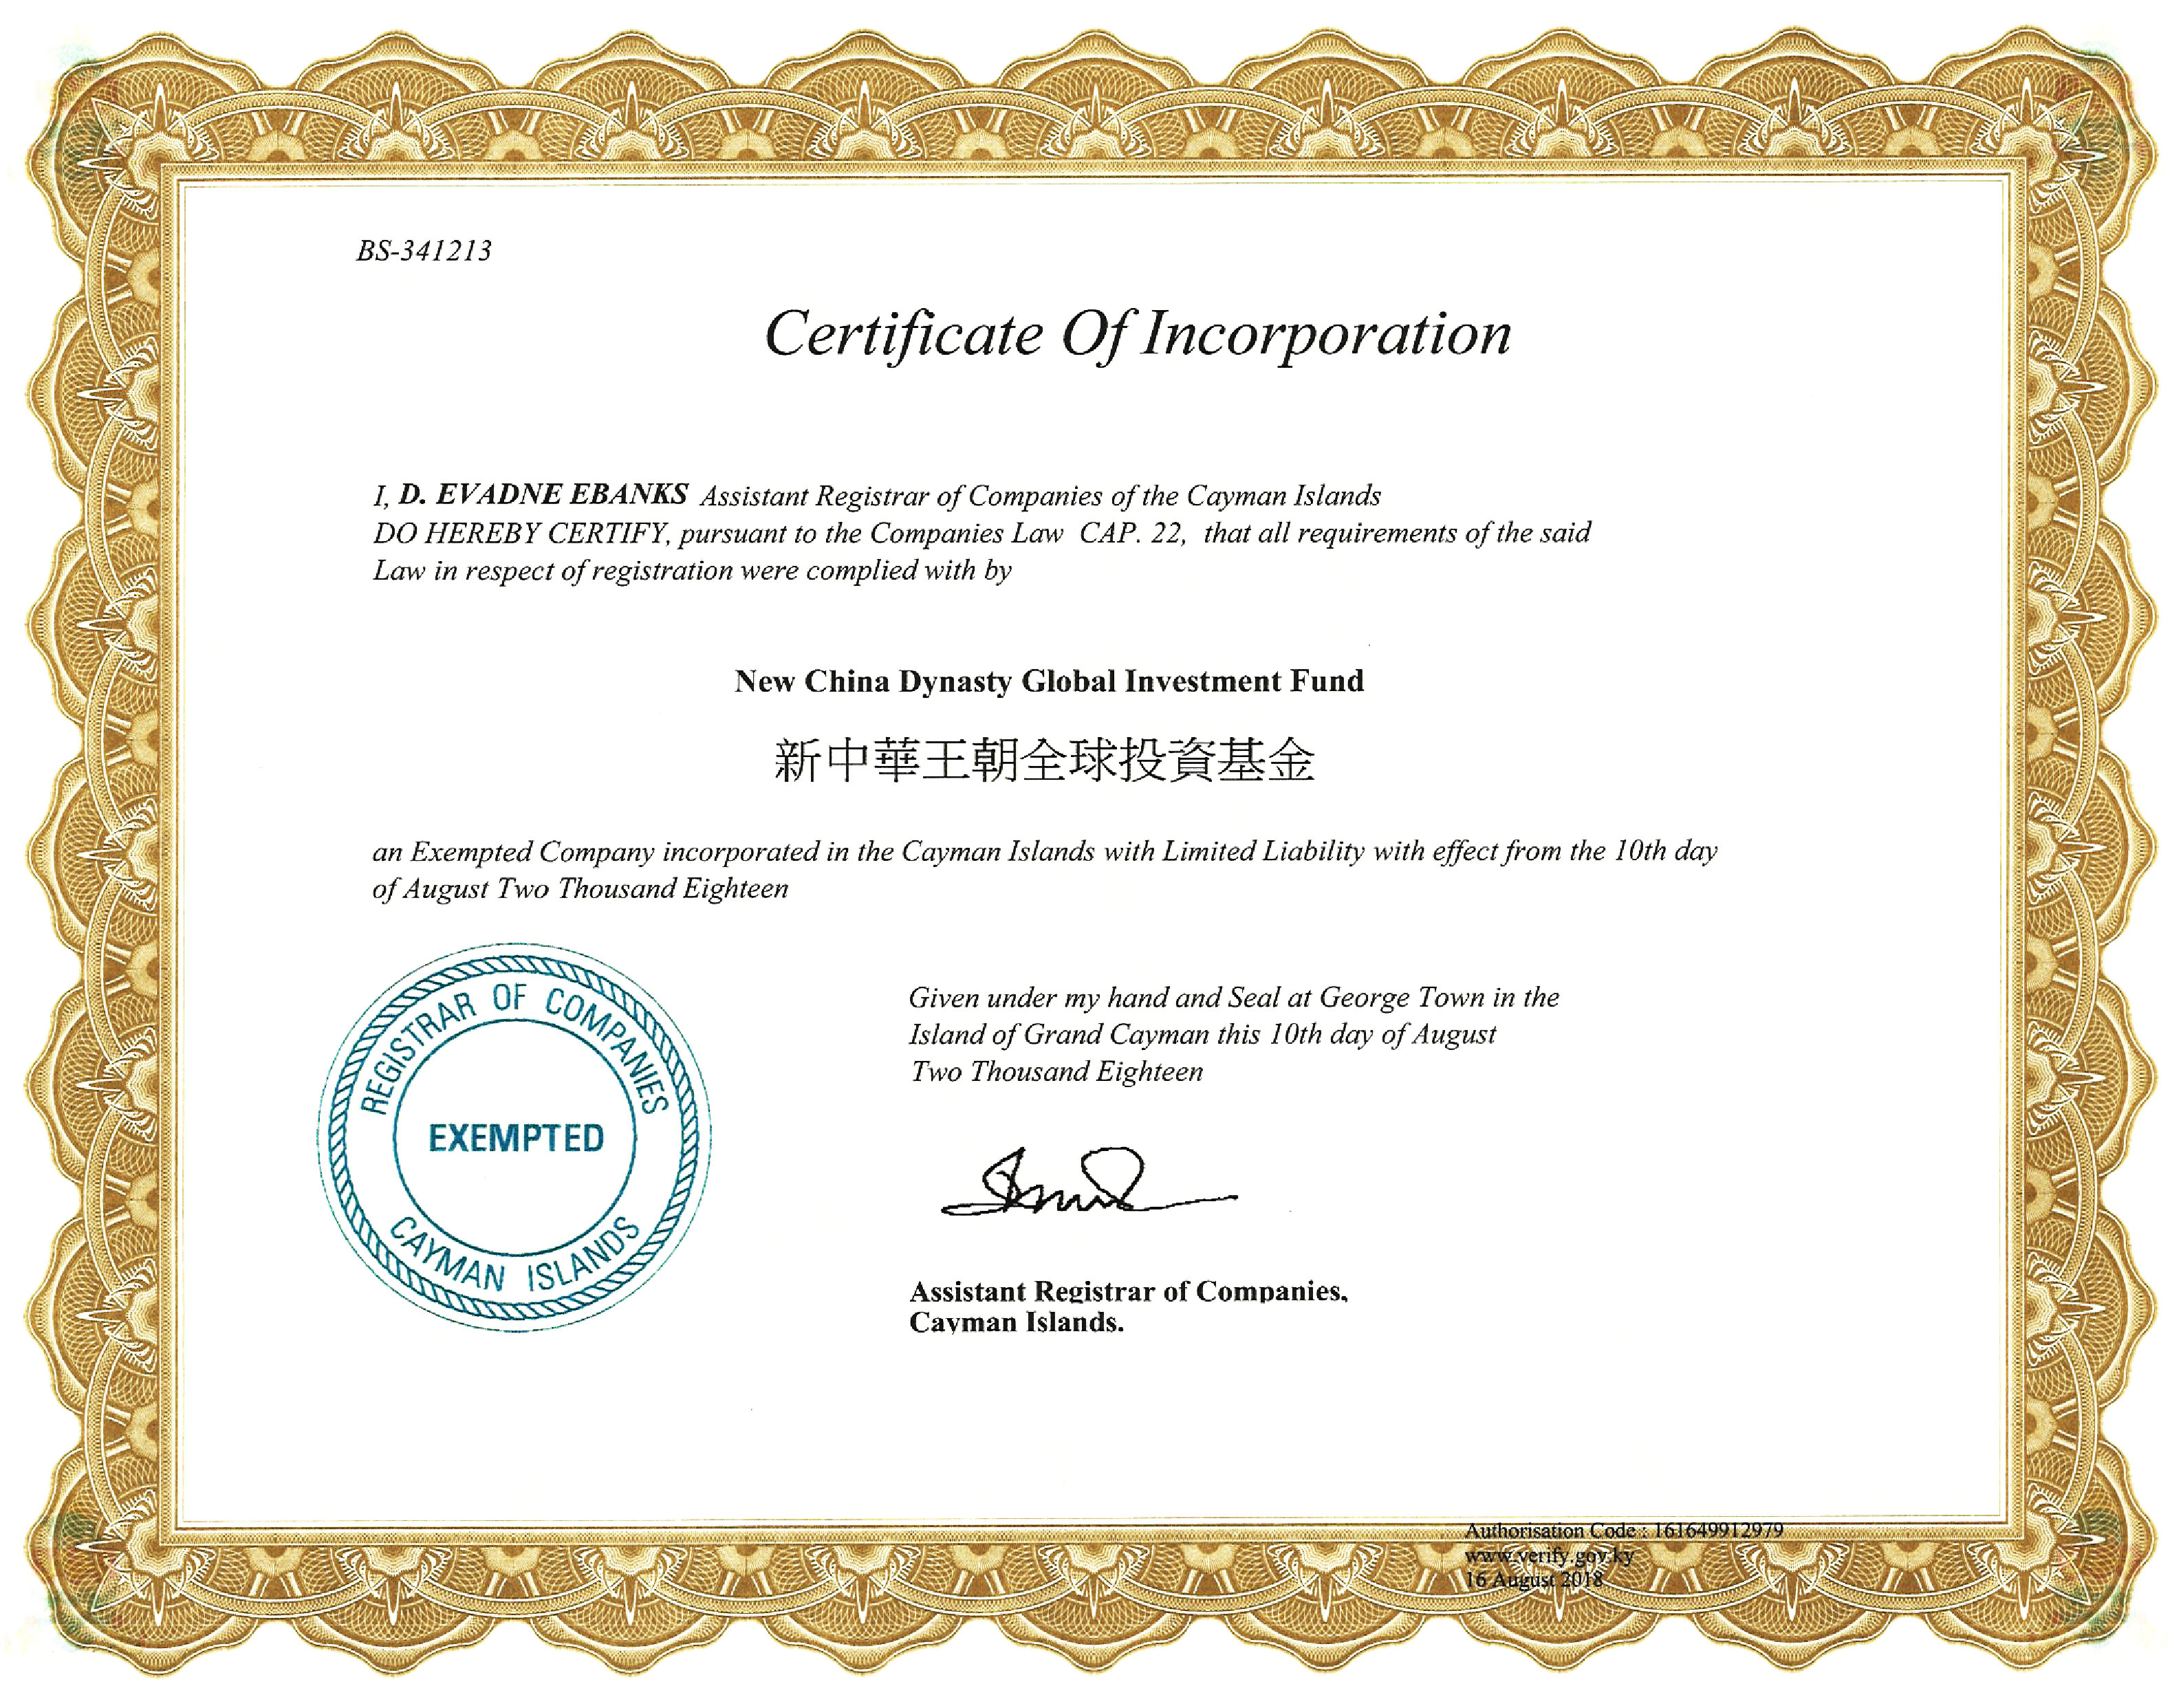 BS-341213
Certificate Of Incorporation
I, D. EVADNE EBANKS Assistant Registrar of Companies of the Cayman Islands
DO HEREBY CERTIFY, pursuant to the Companies Law CAP. 22, that all requirements of the said
Law in respect of registration were complied with by
New China Dynasty Global Investment Fund
新中華王朝全球投資基金
an Exempted Company incorporated in the Cayman Islands with Limited Liability with effect from the 10th day
of August Two Thousand Eighteen
REGISTRAR OF COMPANIES
EXEMPTED
CAYMAN ISLANDS
Given under my hand and Seal at George Town in the
Island of Grand Cayman this 10th day of August
Two Thousand Eighteen
Assistant Registrar of Companies,
Cayman Islands.
Authorisation Code : 161649912979
www.verify.gov.ky
16 August 2018